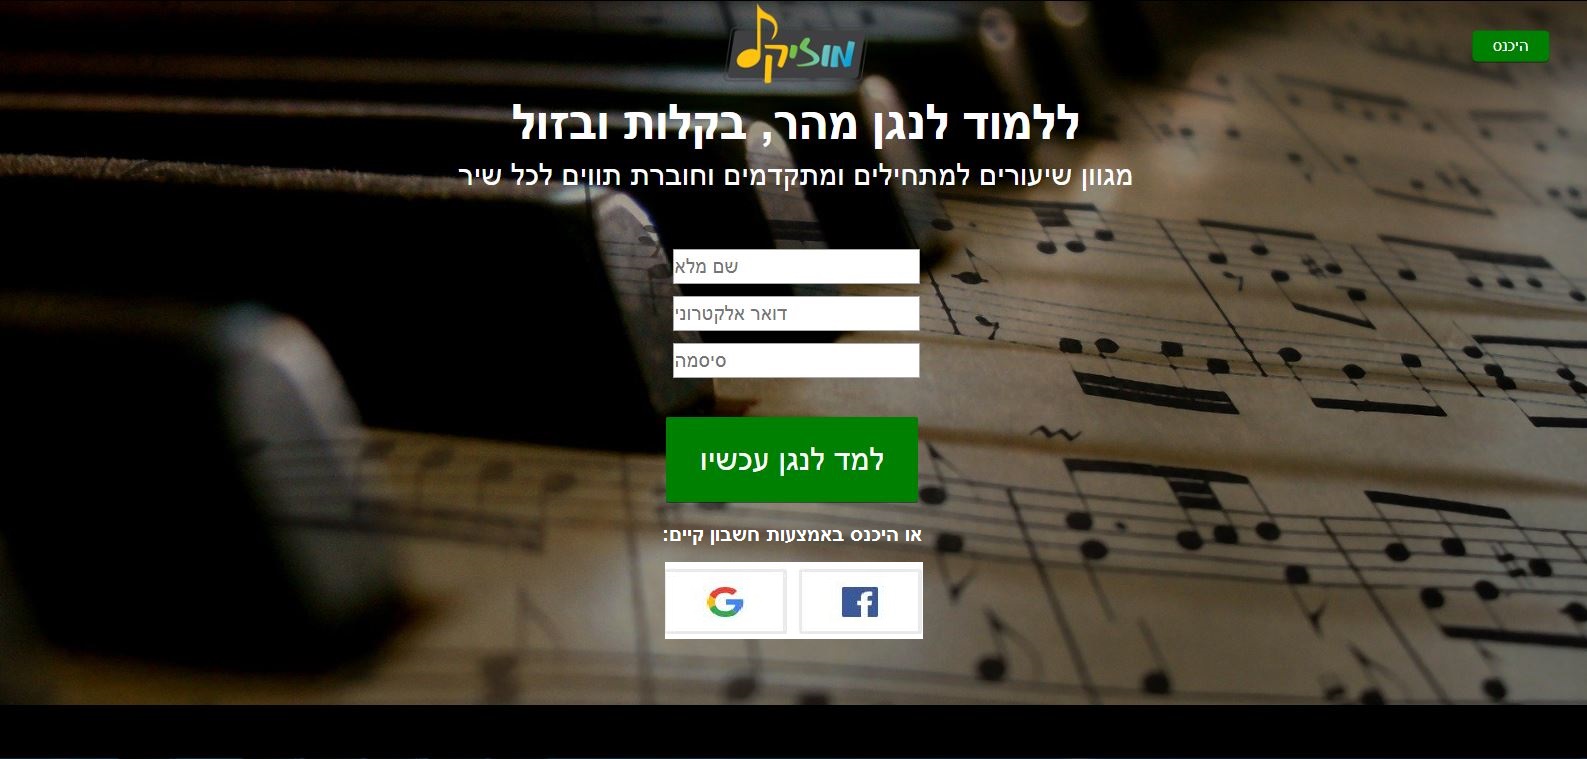 מוזיקל
היכנס
ללמוד לנגן מהר, בקלות ובזול
מגוון שיעורים למתחילים ומתקדמים וחוברת תווים לכל שיר
שם מלא
דואר אלקטרוני
סיסמה
למד לנגן עכשיו
או היכנס באמצעות חשבון קיים: